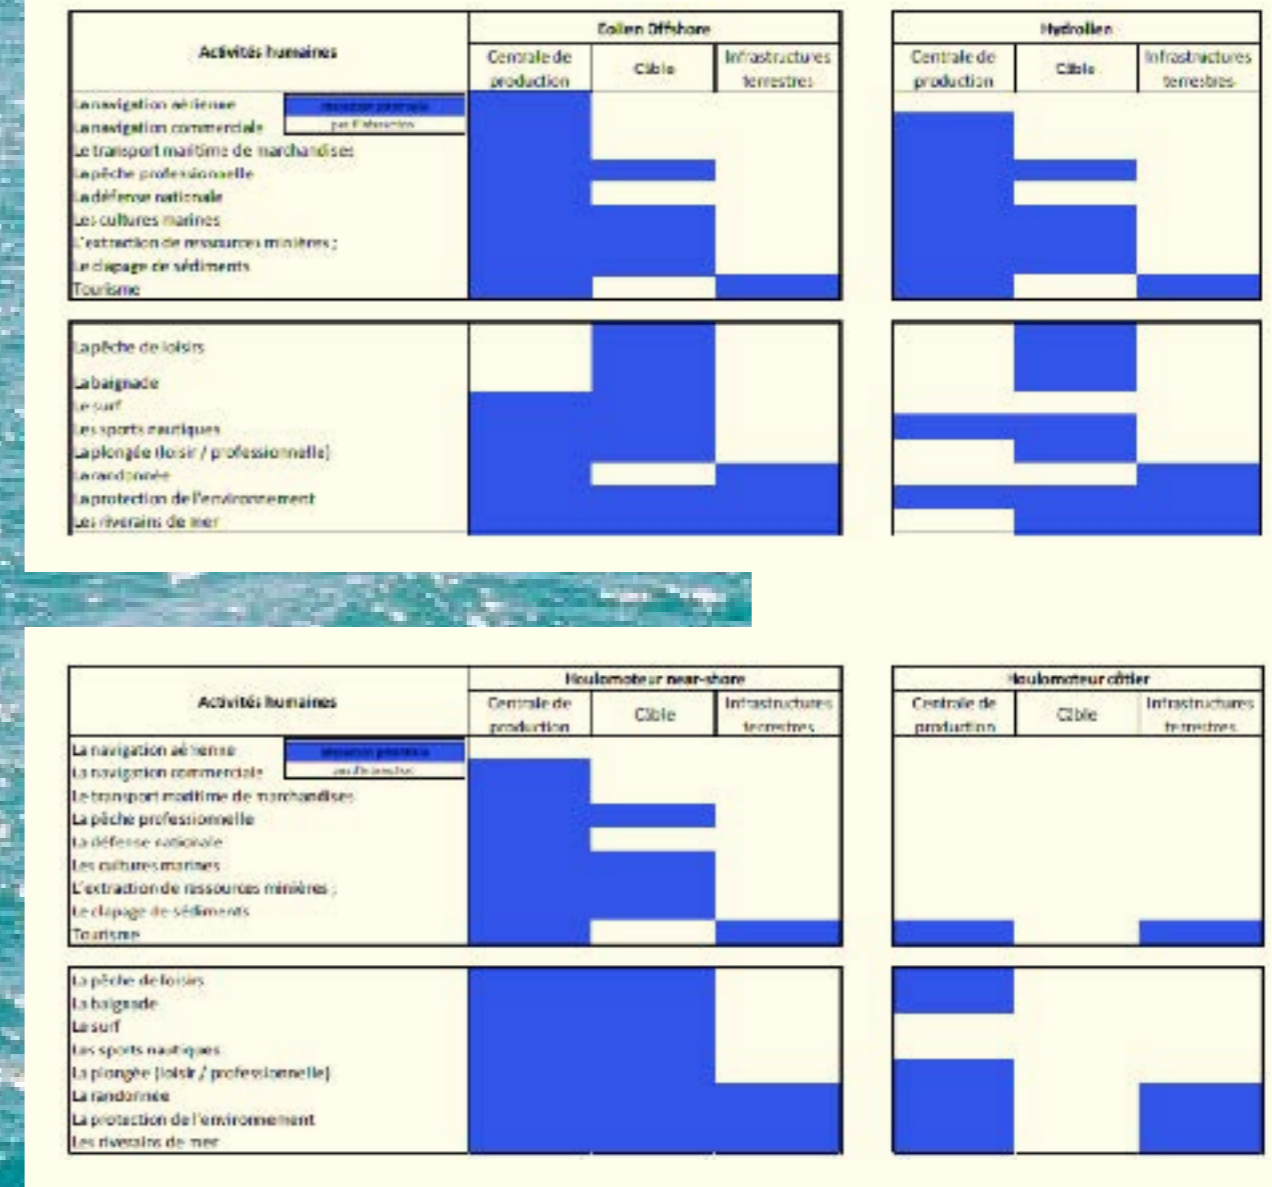 Eolien Offshore
Hydrolien
Activités humaines
Centrale de production
Câble
Infrastructures terrestres
Centrale de production
Câble
Infrastructures terrestres
La navigation aérienne
La navigation commerciale
pas d'interaction
Le transport maritime de marchandises
La pêche professionnelle
La défense nationale
Les cultures marines
L'extraction de ressources minières ;
Le clapage de sédiments
Tourisme
La pêche de loisirs
La baignade
Le surf
Les sports nautiques
La plongée (loisir / professionnelle)
La randonnée
La protection de l'environnement
Les riverains de mer
Houlomoteur near-shore
Houlomoteur côtier
Activités humaines
Centrale de production
Câble
Infrastructures terrestres
Centrale de production
Câble
Infrastructures terrestres
La navigation aérienne
La navigation commerciale
pas d'interaction
Le transport maritime de marchandises
La pêche professionnelle
La défense nationale
Les cultures marines
L'extraction de ressources minières ;
Le clapage de sédiments
Tourisme
La pêche de loisirs
La baignade
Le surf
Les sports nautiques
La plongée (loisir / professionnelle)
La randonnée
La protection de l'environnement
Les riverains de mer